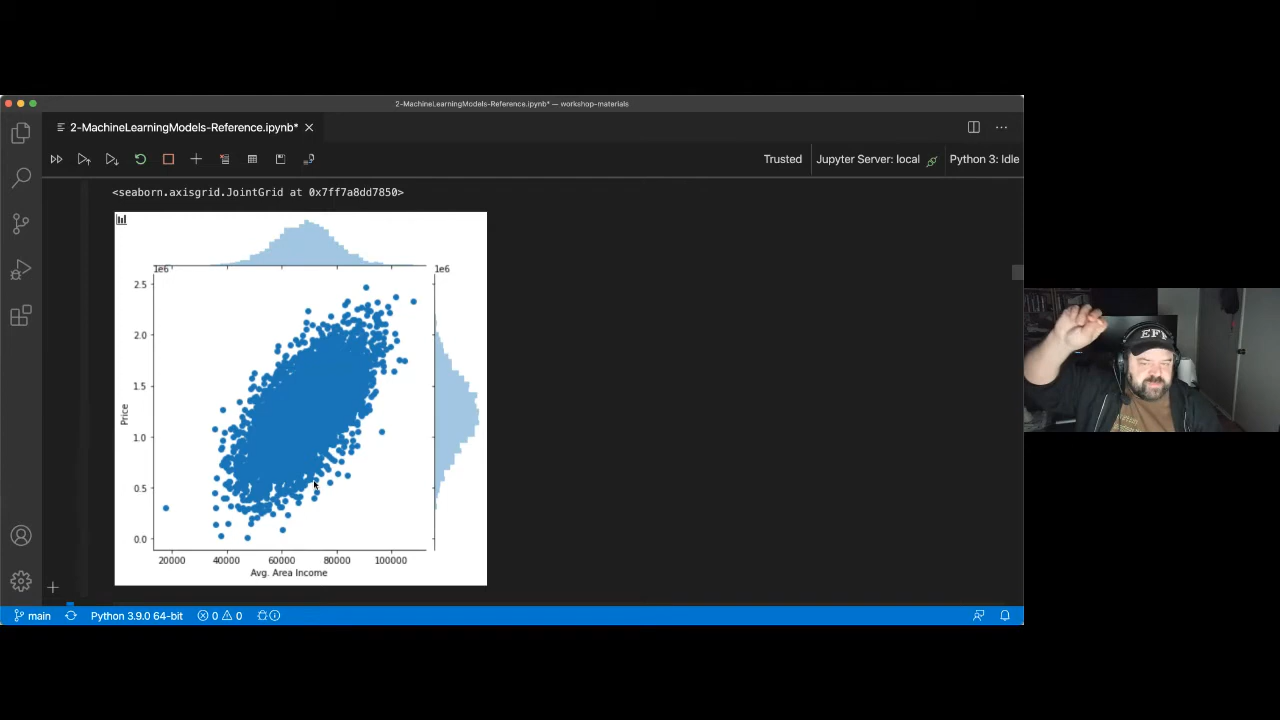 2-MachineLearningModels-Reference.ipynb* — workshop-materials
2-MachineLearningModels-Reference.ipynb*
Trusted
Jupyter Server: local
Python 3: Idle
<seaborn.axisgrid.JointGrid at 0x7ff7a8dd7850>
1e6
1e6
2.5
2.0
1.5
1.0
0.5
0.0
Price
20000 40000 60000 80000 100000
Avg. Area Income
EFF
main
Python 3.9.0 64-bit
0 0